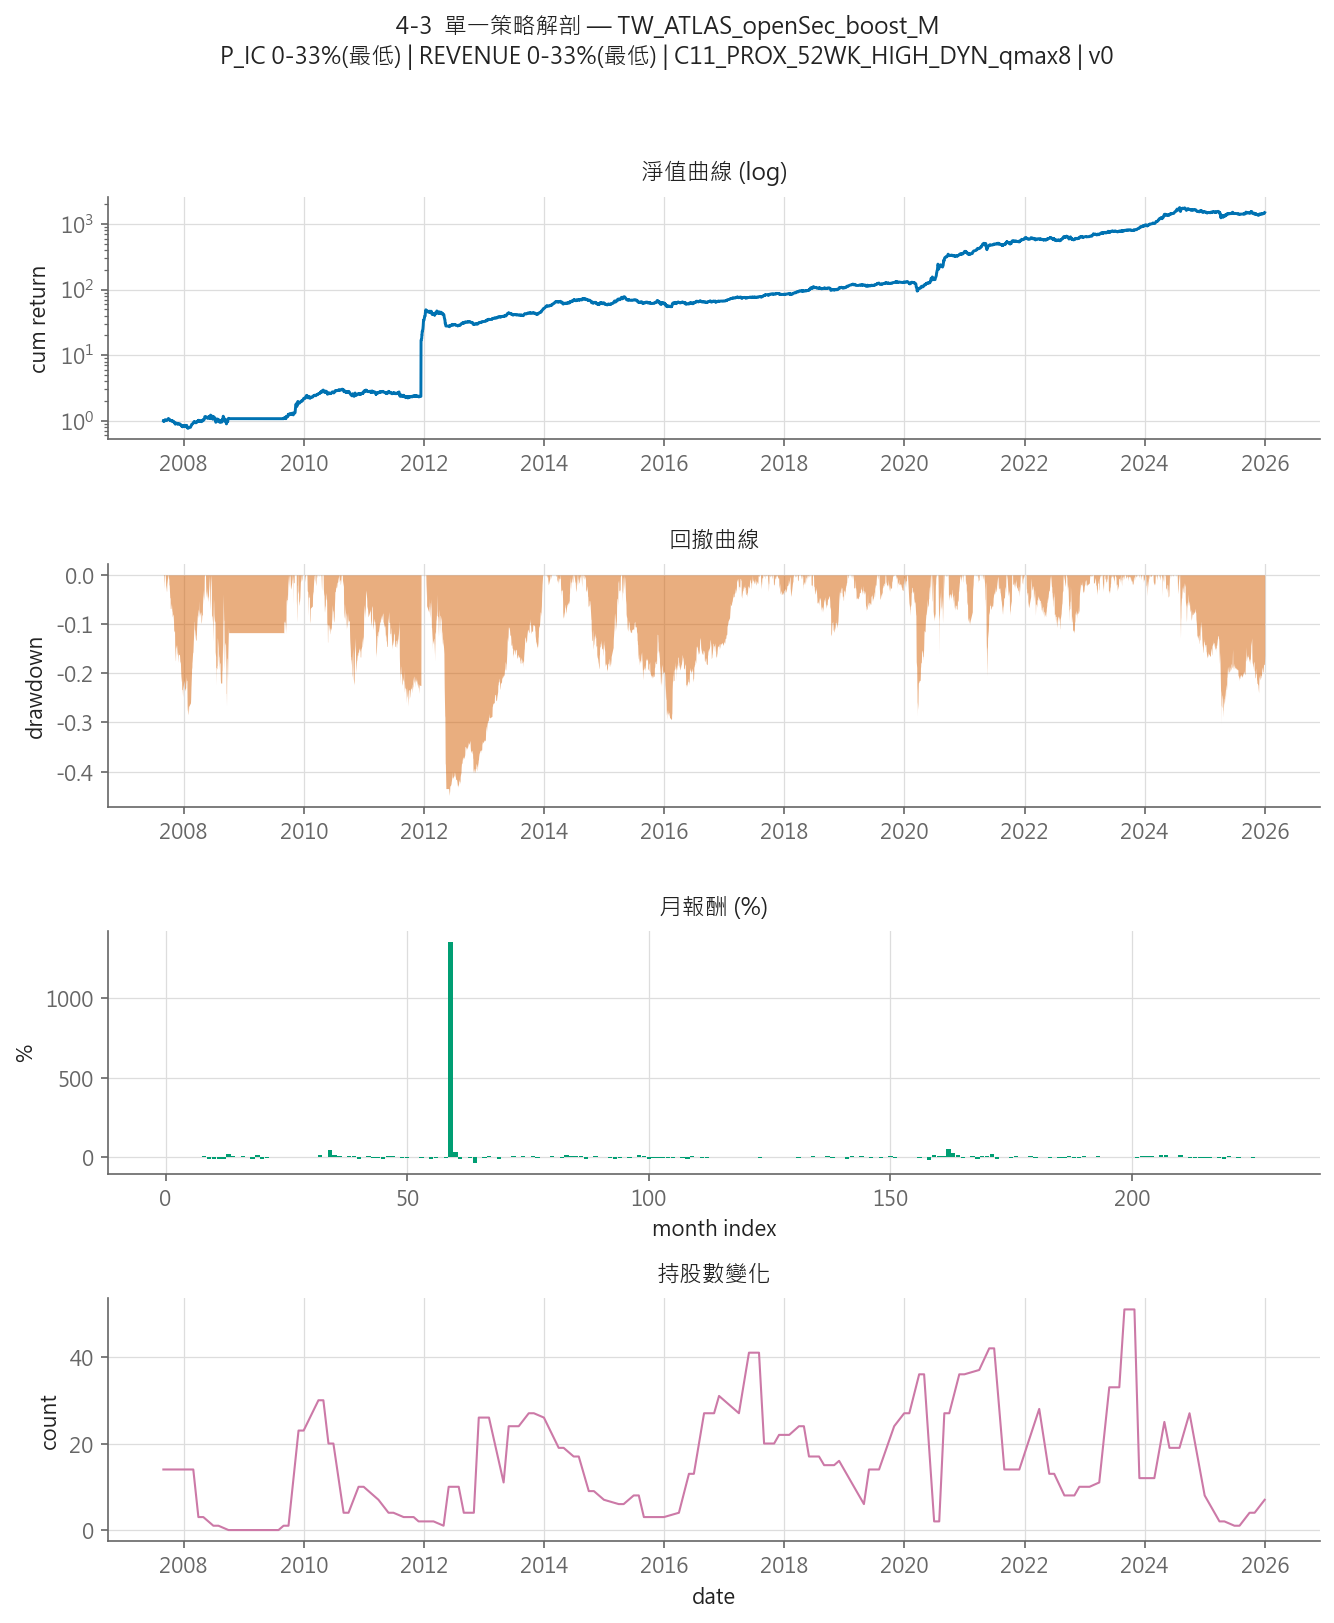 4-3 單一策略解剖 — TW_ATLAS_openSec_boost_M
P_IC 0-33%(最低) | REVENUE 0-33%(最低) | C11_PROX_52WK_HIGH_DYN_qmax8 | v0
淨值曲線 (log)
cum return
10³
10²
10¹
10⁰
2008 2010 2012 2014 2016 2018 2020 2022 2024 2026
回撤曲線
drawdown
0.0
-0.1
-0.2
-0.3
-0.4
2008 2010 2012 2014 2016 2018 2020 2022 2024 2026
月報酬 (%)
%
1000
500
0
0 50 100 150 200
month index
持股數變化
count
40
20
0
2008 2010 2012 2014 2016 2018 2020 2022 2024 2026
date